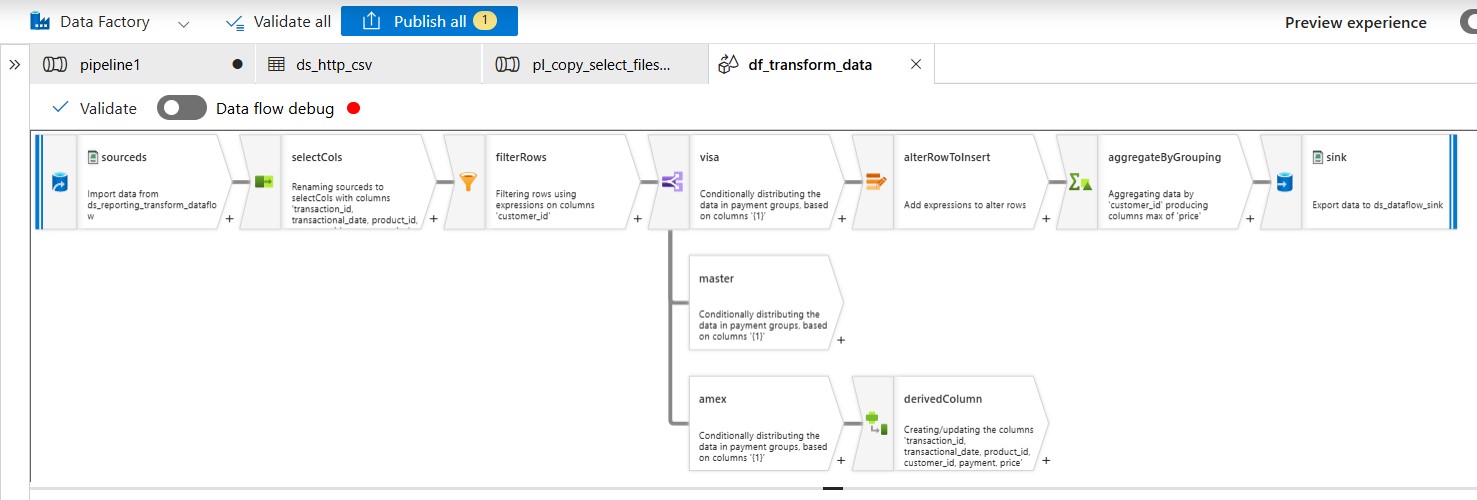 Data Factory
Validate all
Publish all 1
Preview experience
»
pipeline1
ds_http_csv
pl_copy_select_files...
df_transform_data
Validate
Data flow debug
sourceds
Import data from
ds_reporting_transform_dataflo
w
+
selectCols
Renaming sourceds to
selectCols with columns
'transaction_id,
transactional_date, product_id,
+
filterRows
Filtering rows using
expressions on columns
'customer_id'
+
visa
Conditionally distributing the
data in payment groups, based
on columns '{1}'
+
alterRowToInsert
Add expressions to alter rows
+
aggregateByGrouping
Aggregating data by
'customer_id' producing
columns max of 'price'
+
sink
Export data to ds_dataflow_sink
master
Conditionally distributing the
data in payment groups, based
on columns '{1}'
+
amex
Conditionally distributing the
data in payment groups, based
on columns '{1}'
+
derivedColumn
Creating/updating the columns
'transaction_id,
transactional_date, product_id,
customer_id, payment, price'
+